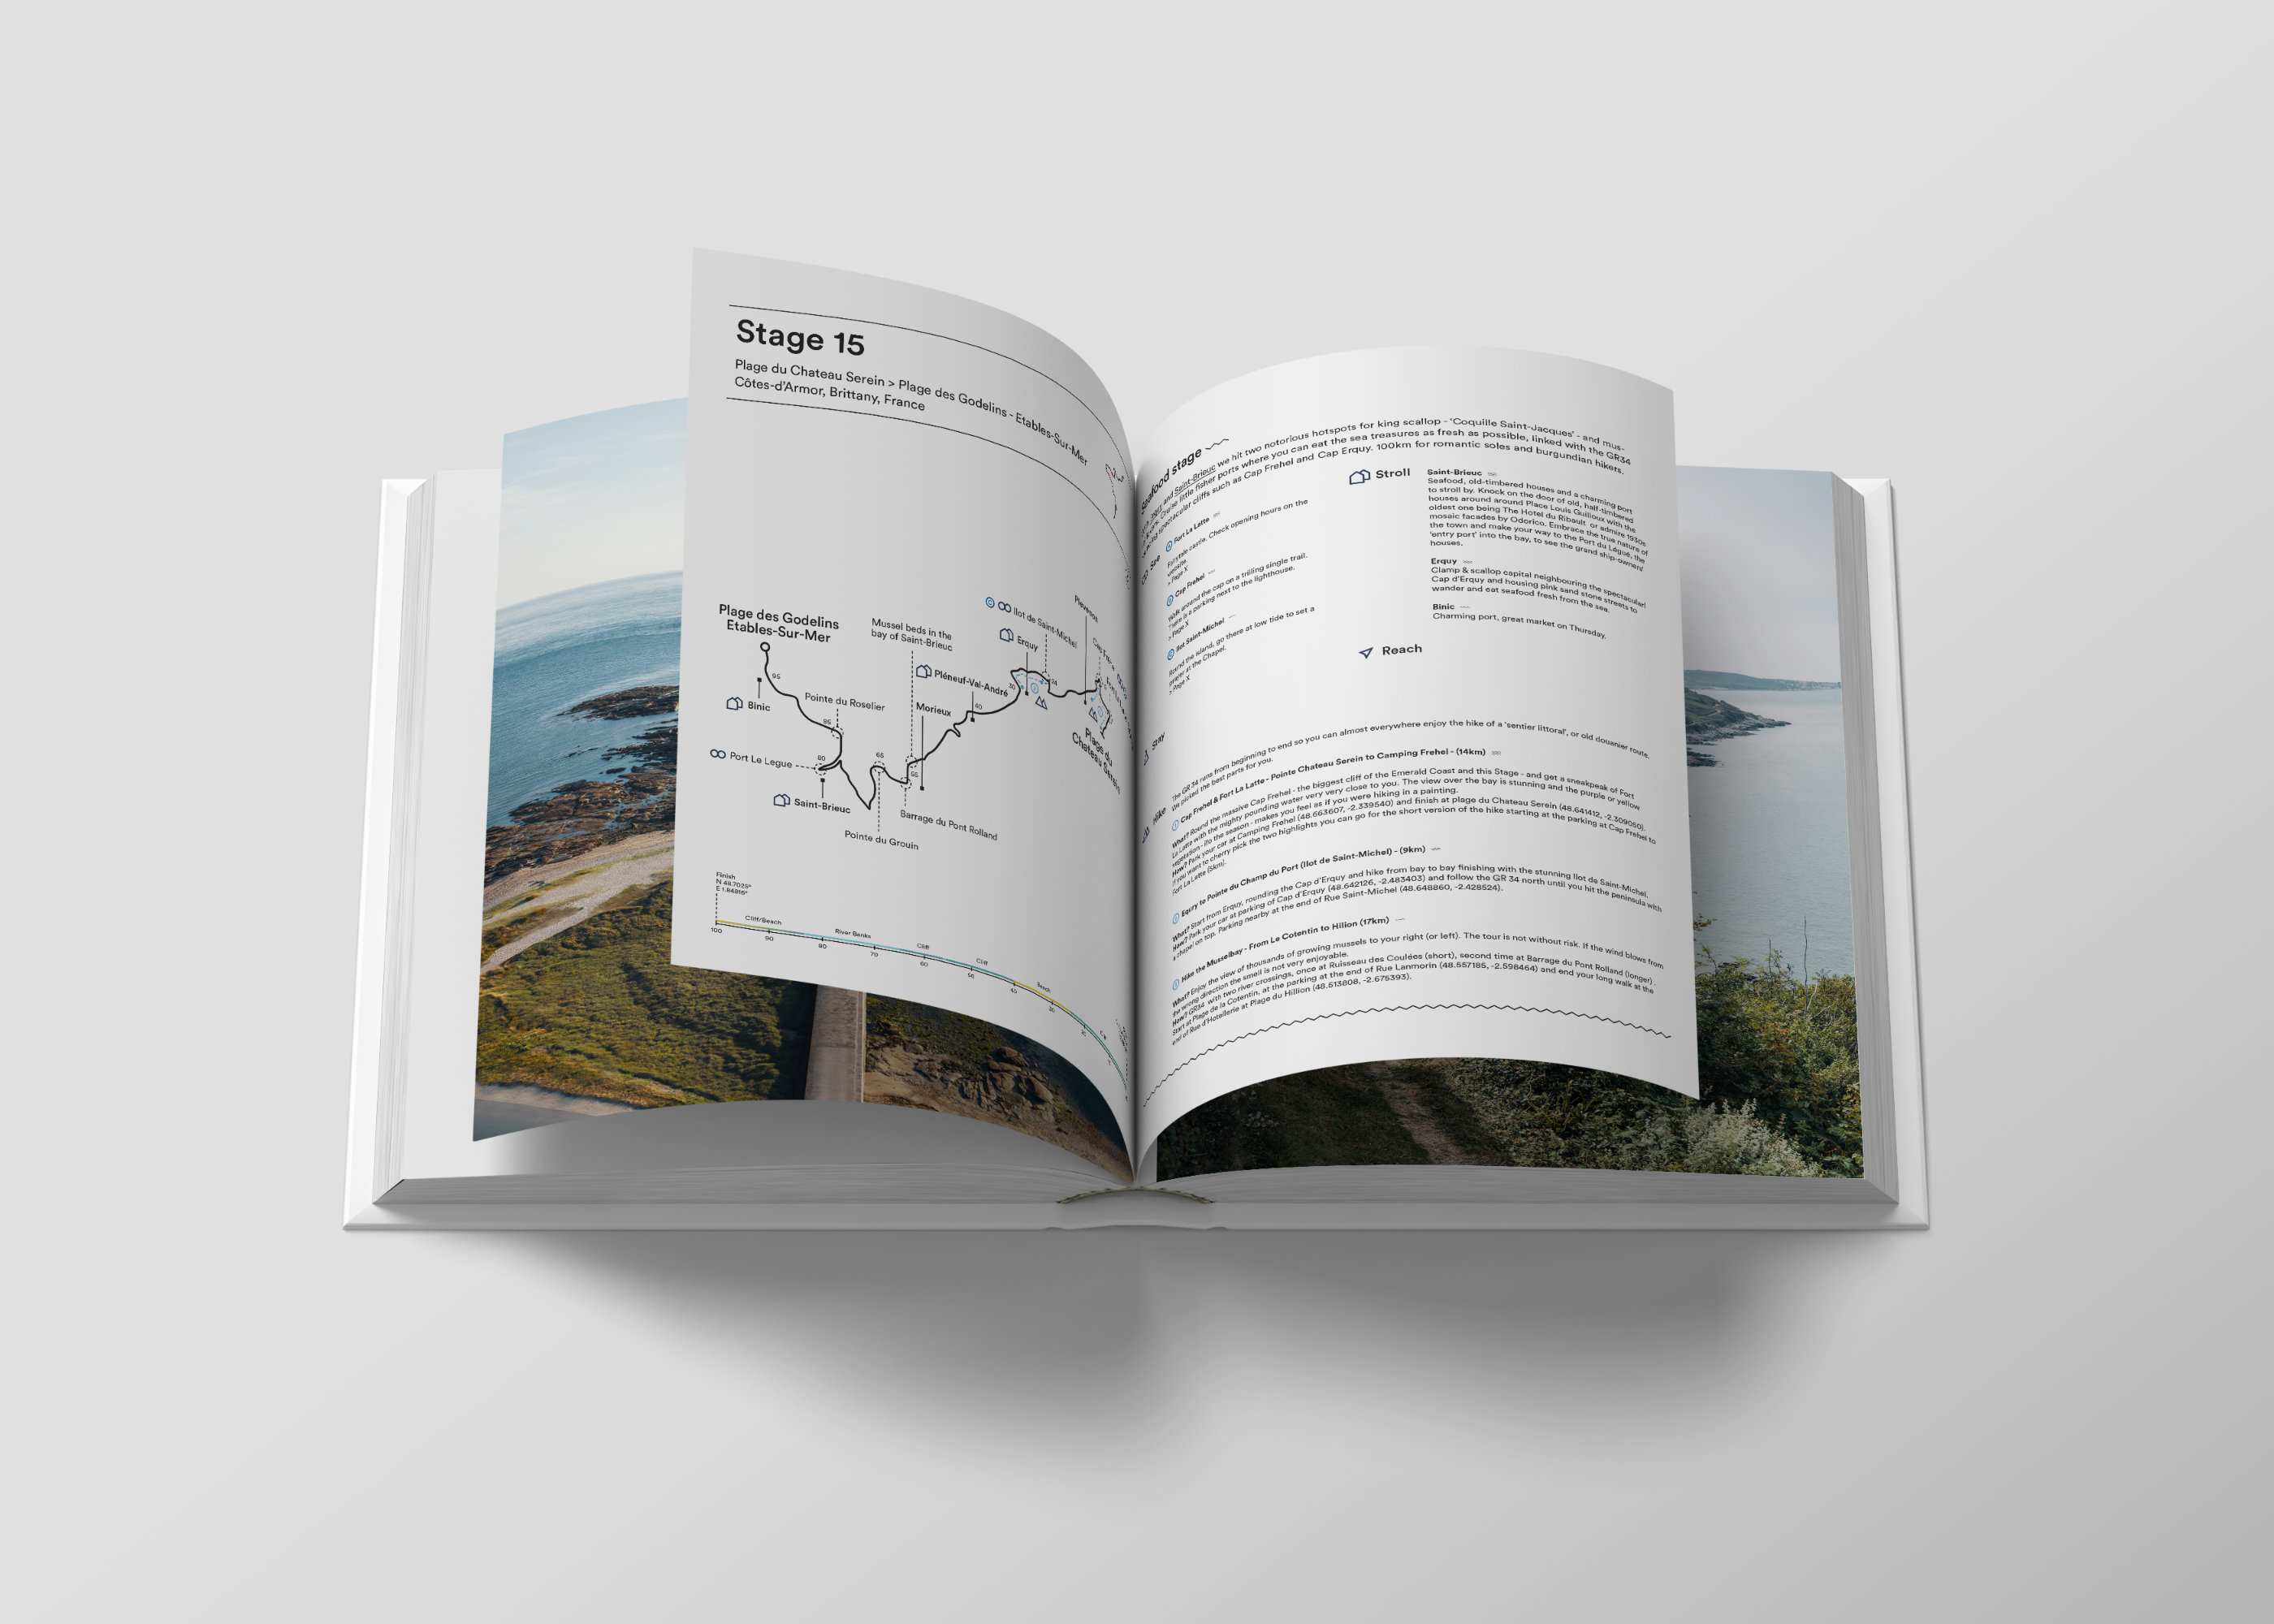 Stage 15
Plage du Chateau Serein > Plage des Godelins - Etables-Sur-Mer
Côtes-d'Armor, Brittany, France
Plage des Godelins
Etables-Sur-Mer
95
Binic
Pointe du Roselier
85
Port Le Legue
80
Saint-Brieuc
65
Pointe du Grouin
Mussel beds in the
bay of Saint-Brieuc
55
Barrage du Pont Rolland
Morieux
Pléneuf-Val-André
40
Erquy
Ilot de Saint-Michel
30
24
Plevenon
Plage du
Chateau Serein
Finish
N 48.7025°
E 1.84815°
Cliff/Beach
River Banks
Cliff
Cliff
Beach
100
90
80
70
60
50
40
30
Seafood stage
and Saint-Brieuc we hit two notorious hotspots for king scallop - 'Coquille Saint-Jacques' - and mus-
Cruise little fisher ports where you can eat the sea treasures as fresh as possible, linked with the GR34
spectacular cliffs such as Cap Frehel and Cap Erquy. 100km for romantic soles and burgundian hikers.
See
Fort La Latte
Fairytale castle. Check opening hours on the
website.
> Page X
Cap Frehel
Walk around the cap on a trilling single trail.
There is a parking next to the lighthouse.
> Page X
Ilot Saint-Michel
Round the island, go there at low tide to set a
prayer at the Chapel.
> Page X
Stroll
Saint-Brieuc
Seafood, old-timbered houses and a charming port
to stroll by. Knock on the door of old, half-timbered
houses around around Place Louis Guilloux with the
oldest one being The Hotel du Ribault or admire 1930s
mosaic facades by Odorico. Embrace the true nature of
the town and make your way to the Port du Légué, the
'entry port' into the bay, to see the grand ship-owners'
houses.
Erquy
Clamp & scallop capital neighbouring the spectacular!
Cap d'Erquy and housing pink sand stone streets to
wander and eat seafood fresh from the sea.
Binic
Charming port, great market on Thursday.
Reach
Stay
Hike
The GR 34 runs from beginning to end so you can almost everywhere enjoy the hike of a 'sentier littoral', or old douanier route.
We picked the best parts for you.
Cap Frehel & Fort La Latte - Pointe Chateau Serein to Camping Frehel - (14km)
What? Round the massive Cap Frehel - the biggest cliff of the Emerald Coast and this Stage - and get a sneakpeak of Fort
La Latte with the mighty pounding water very very close to you. The view over the bay is stunning and the purple or yellow
vegetation - ifo the season - makes you feel as if you were hiking in a painting.
How? Park your car at Camping Frehel (48.663607, -2.339540) and finish at plage du Chateau Serein (48.641412, -2.309050).
If you want to cherry pick the two highlights you can go for the short version of the hike starting at the parking at Cap Frehel to
Fort La Latte (5km).
Equry to Pointe du Champ du Port (Ilot de Saint-Michel) - (9km)
What? Start from Erquy, rounding the Cap d'Erquy and hike from bay to bay finishing with the stunning Ilot de Saint-Michel.
How? Park your car at parking of Cap d'Erquy (48.642126, -2.483403) and follow the GR 34 north until you hit the peninsula with
a chapel on top. Parking nearby at the end of Rue Saint-Michel (48.648860, -2.428524).
Hike the Musselbay - From Le Cotentin to Hilion (17km)
What? Enjoy the view of thousands of growing mussels to your right (or left). The tour is not without risk. If the wind blows from
the wrong direction the smell is not very enjoyable.
How? GR34 with two river crossings, once at Ruisseau des Coulées (short), second time at Barrage du Pont Rolland (longer).
Start at Plage de la Cotentin, at the parking at the end of Rue Lanmorin (48.557185, -2.598464) and end your long walk at the
end of Rue d'Hotellerie at Plage du Hillion (48.513808, -2.675393).